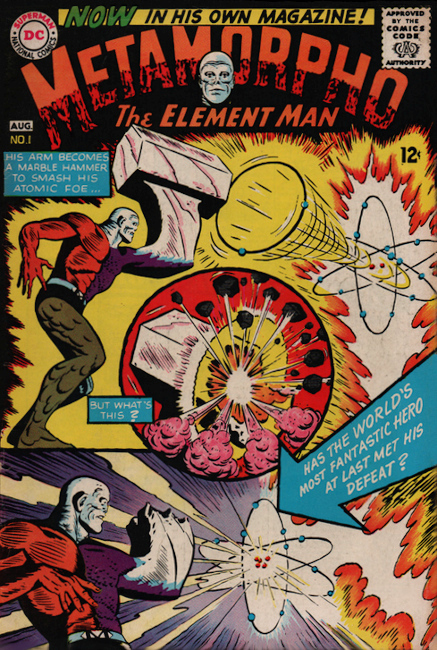 NOW IN HIS OWN MAGAZINE!
SUPERMAN
DC
NATIONAL COMICS
APPROVED
BY THE
COMICS
CODE
CA
AUTHORITY
METAMORPHO
The ELEMENT MAN
AUG.
NO.1
12¢
HIS ARM BECOMES
A MARBLE HAMMER
TO SMASH HIS
ATOMIC FOE...
BUT WHAT'S
THIS?
HAS THE WORLD'S
MOST FANTASTIC HERO
AT LAST MET HIS
DEFEAT?